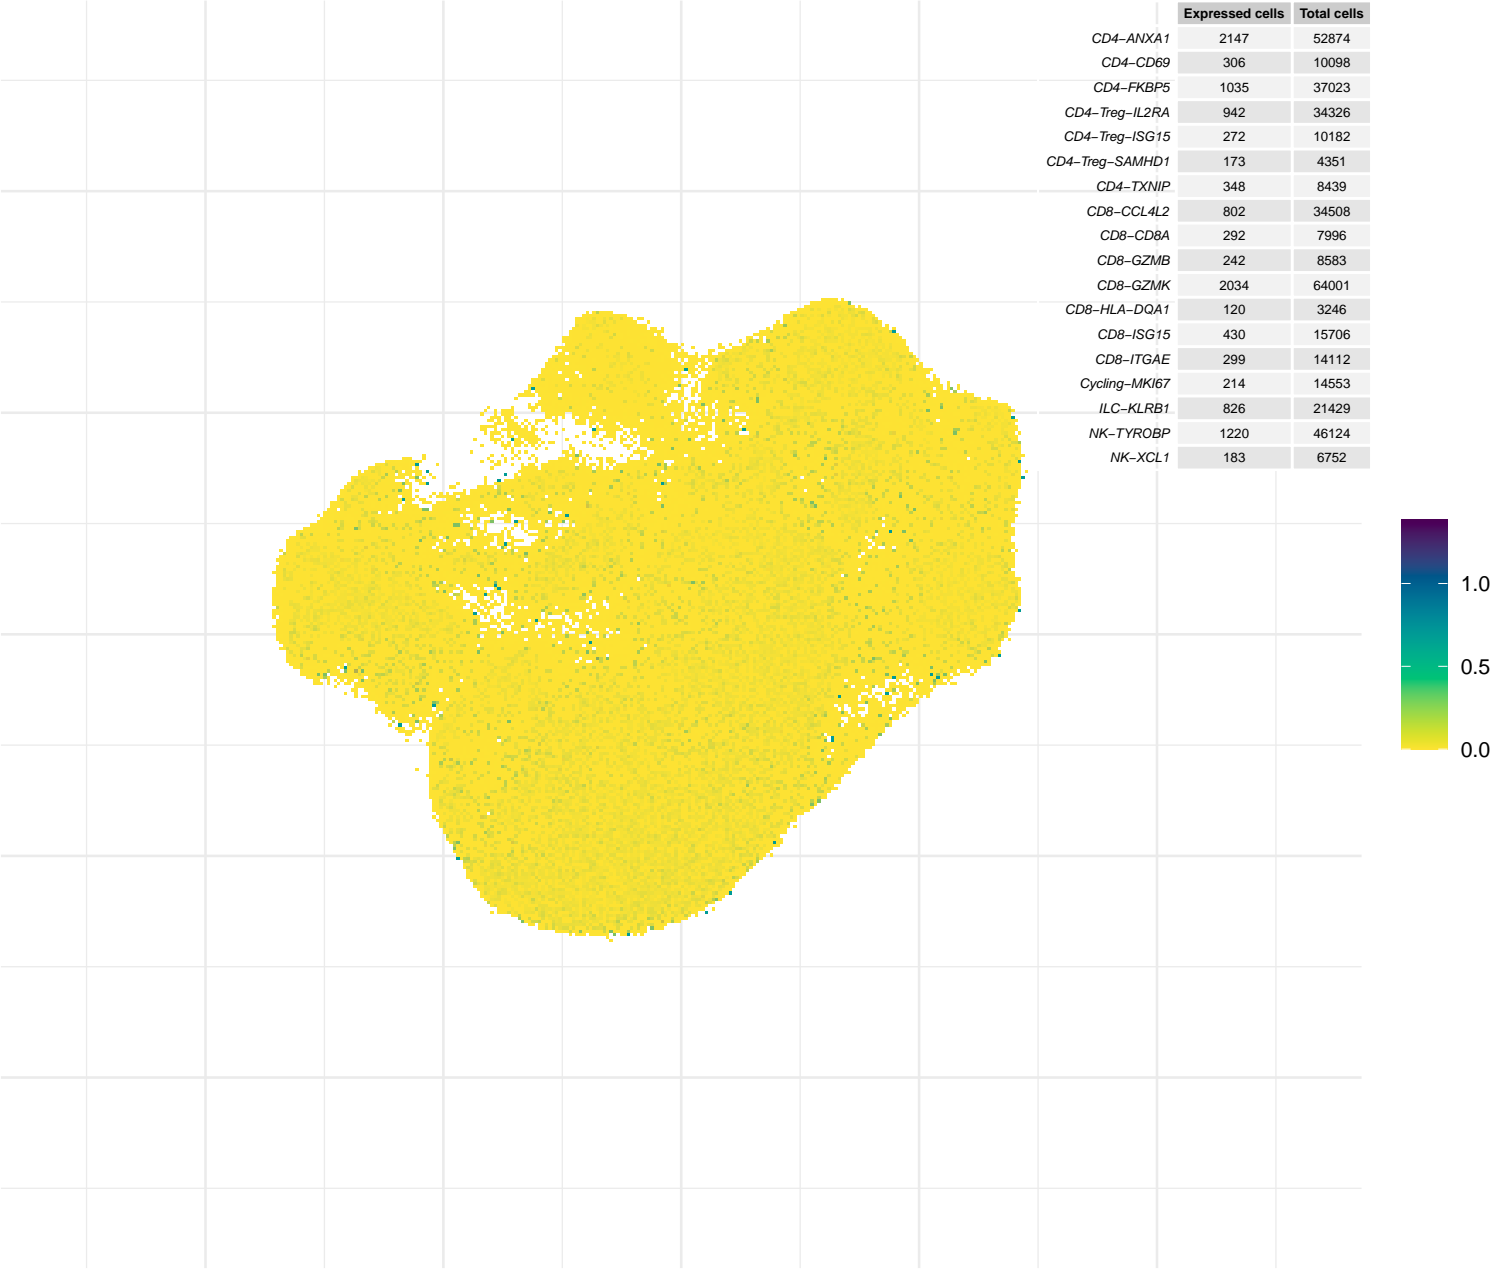 Expressed cells Total cells
CD4−ANXA1 2147 52874
CD4−CD69 306 10098
CD4−FKBP5 1035 37023
CD4−Treg−IL2RA 942 34326
CD4−Treg−ISG15 272 10182
CD4−Treg−SAMHD1 173 4351
CD4−TXNIP 348 8439
CD8−CCL4L2 802 34508
CD8−CD8A 292 7996
CD8−GZMB 242 8583
CD8−GZMK 2034 64001
CD8−HLA−DQA1 120 3246
CD8−ISG15 430 15706
CD8−ITGAE 299 14112
Cycling−MKI67 214 14553
ILC−KLRB1 826 21429
NK−TYROBP 1220 46124
NK−XCL1 183 6752
1.0
0.5
0.0